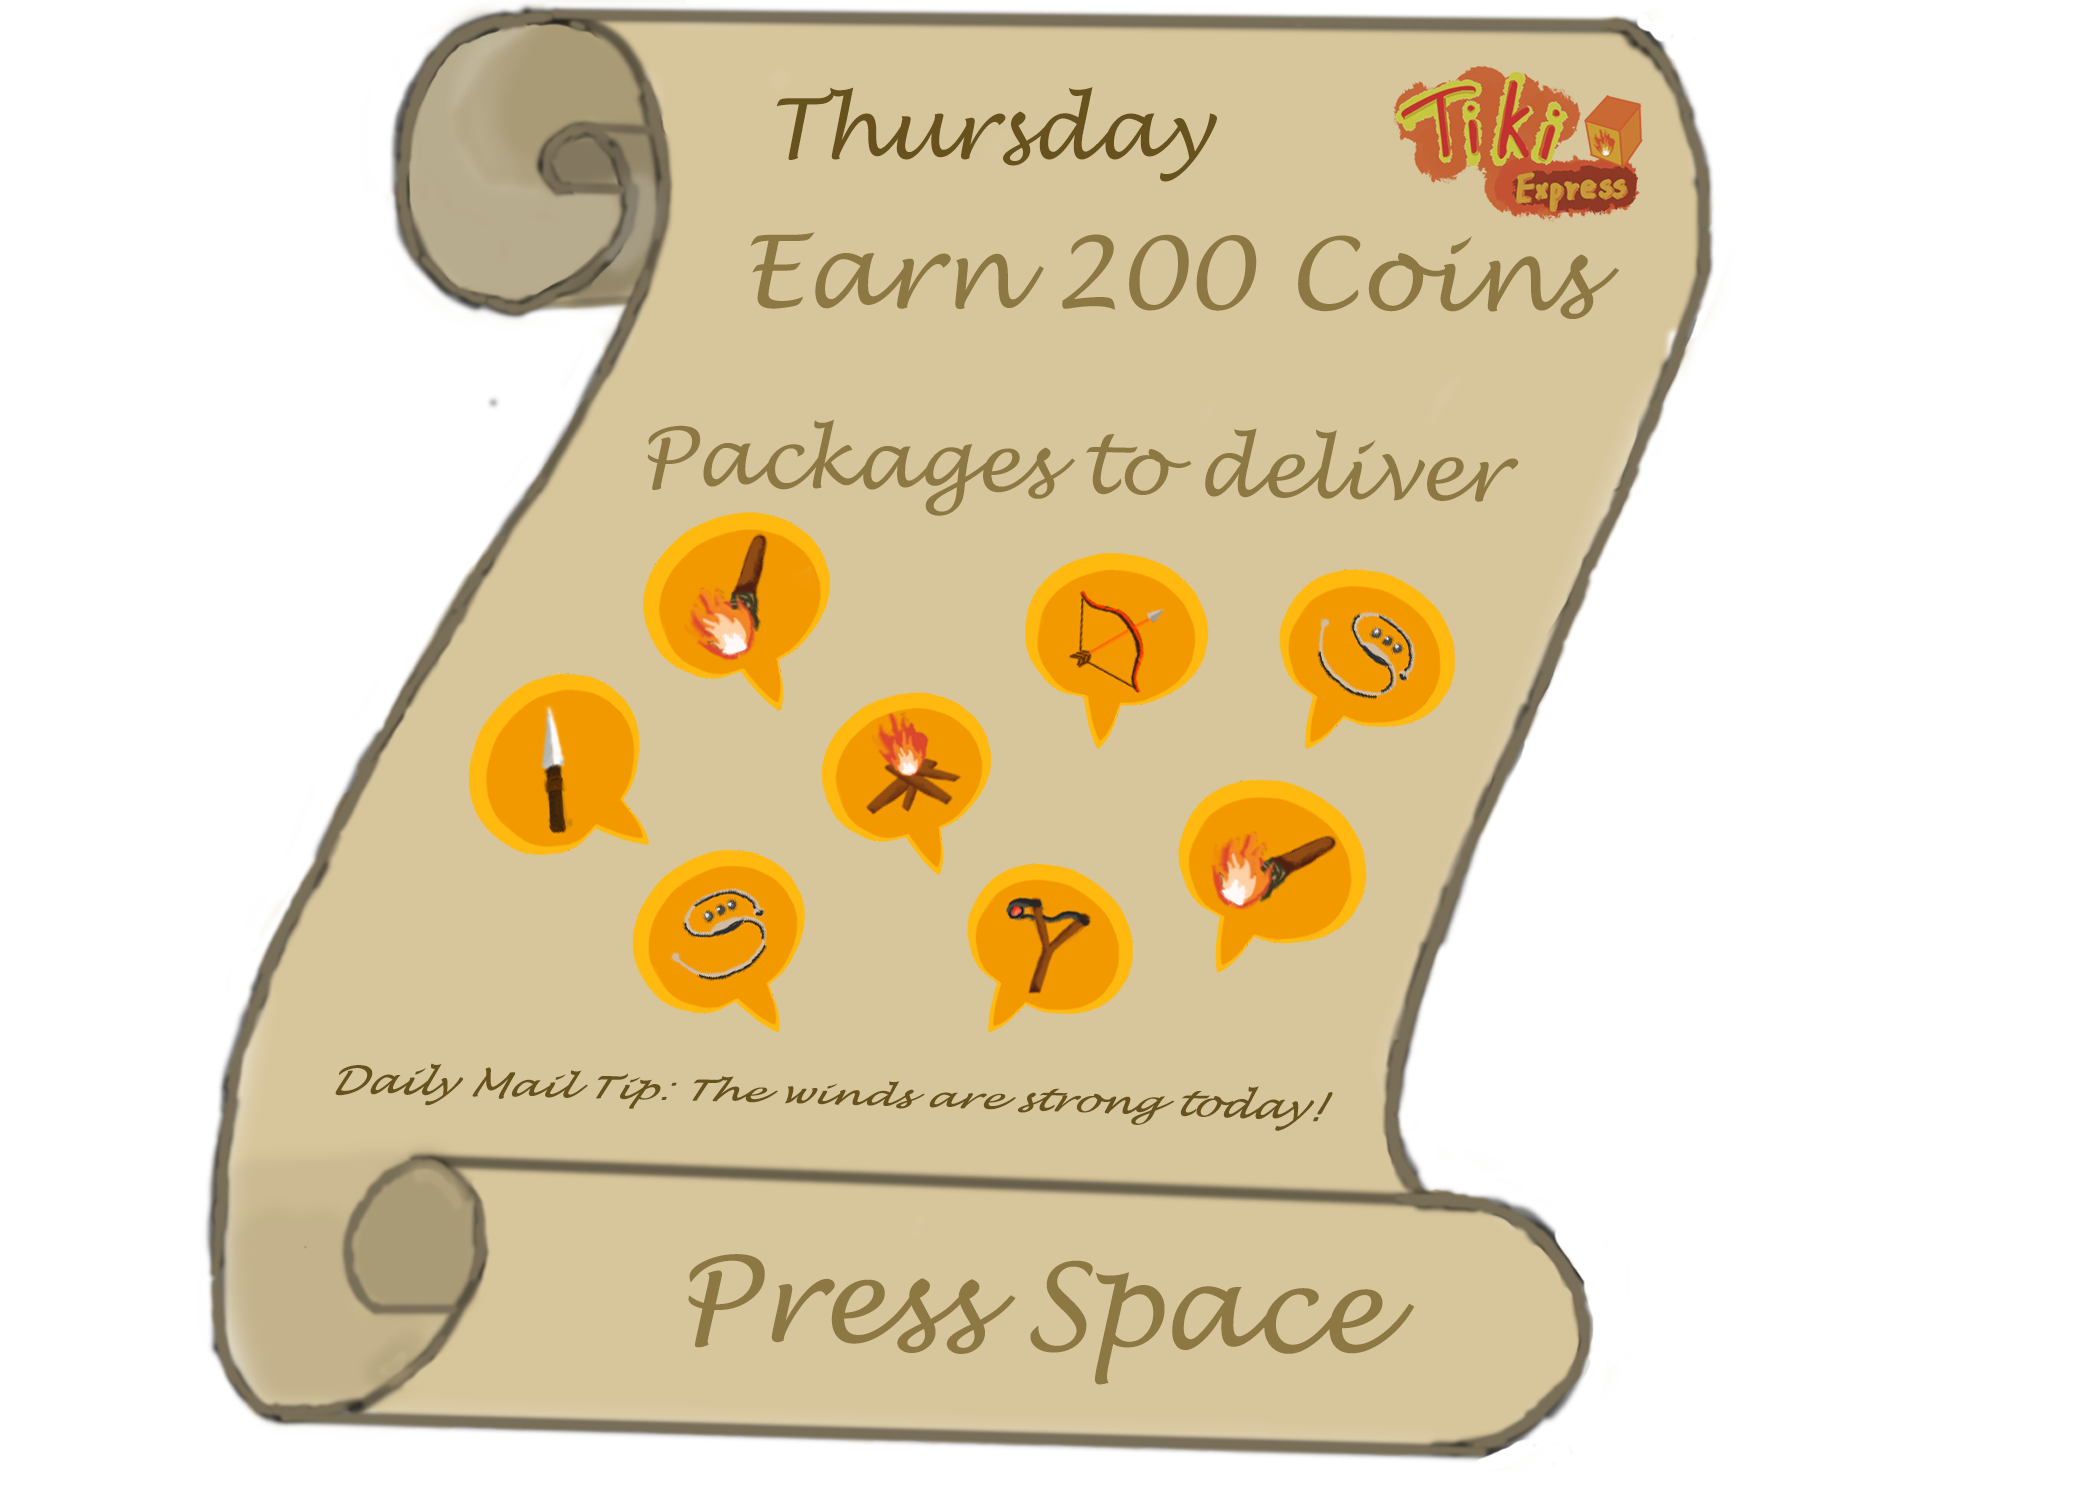 Thursday
Tiki
Express
Earn 200 Coins
Packages to deliver
Daily Mail Tip: The winds are strong today!
Press Space